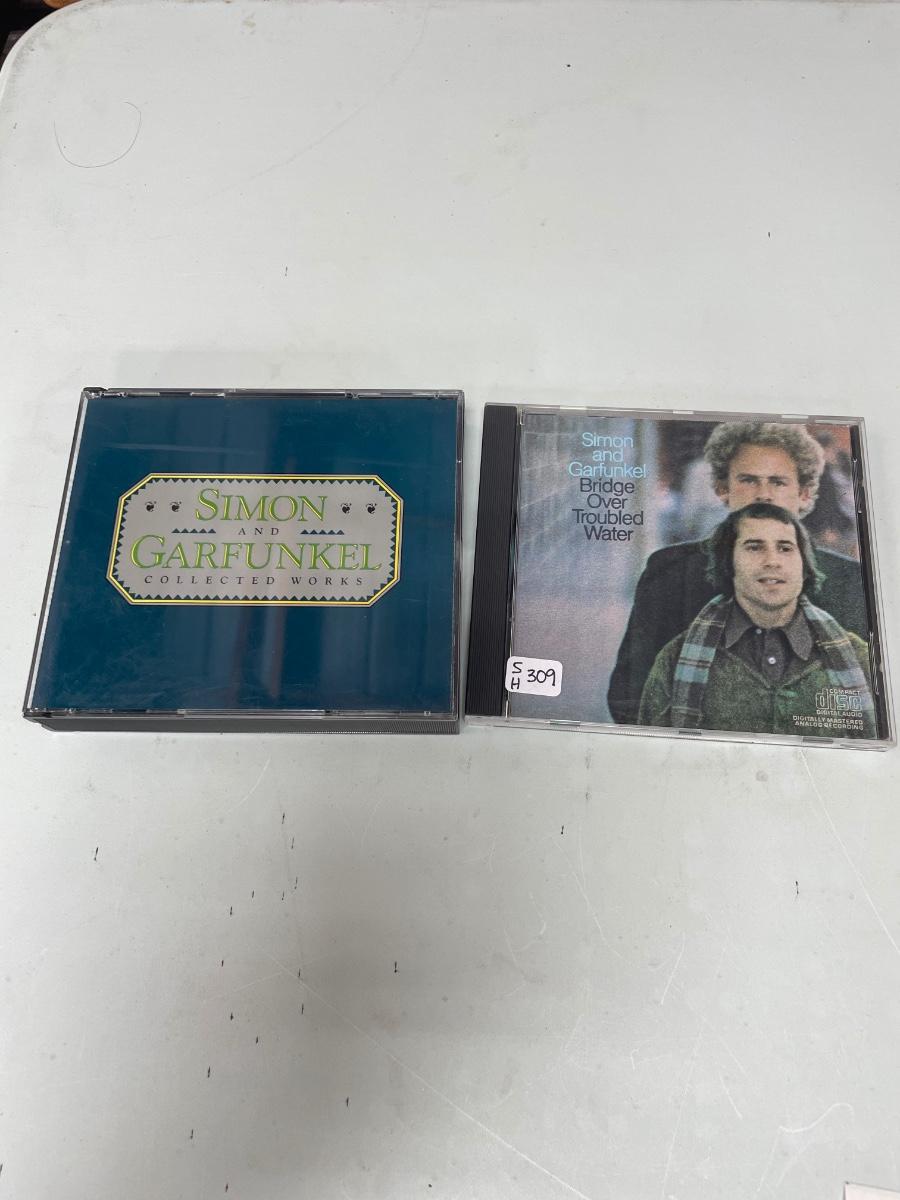 SIMON
AND
GARFUNKEL
COLLECTED WORKS
Simon
and
Garfunkel
Bridge
Over
Troubled
Water
S
H 309
COMPACT
disc
DIGITAL AUDIO
DIGITALLY MASTERED
ANALOG RECORDING